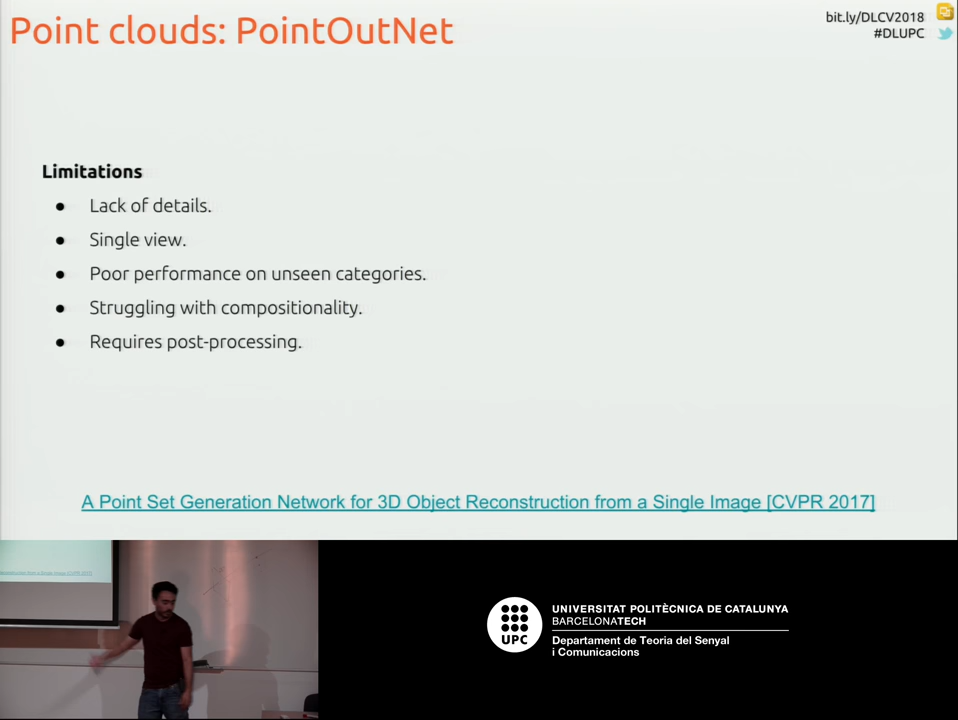 Point clouds: PointOutNet
bit.ly/DLCV2018
#DLUPC
Limitations
● Lack of details.
● Single view.
● Poor performance on unseen categories.
● Struggling with compositionality.
● Requires post-processing.
A Point Set Generation Network for 3D Object Reconstruction from a Single Image [CVPR 2017]
UPC
UNIVERSITAT POLITÈCNICA DE CATALUNYA
BARCELONATECH
Departament de Teoria del Senyal
i Comunicacions